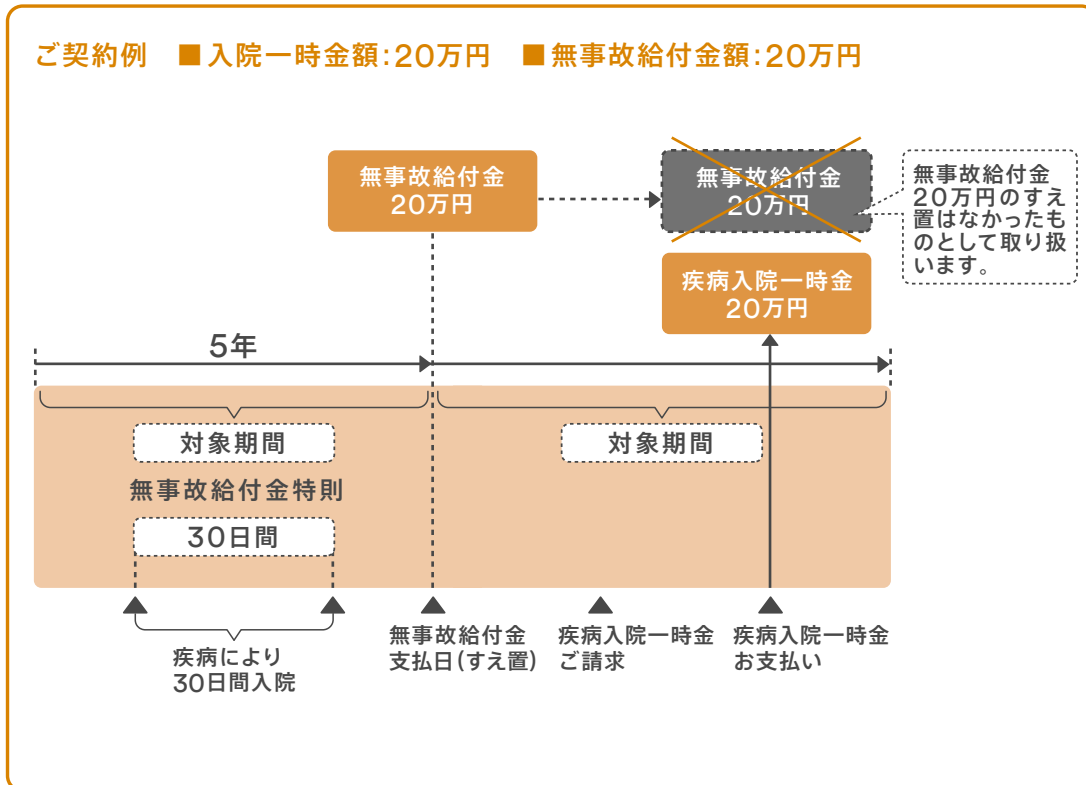 ご契約例 ■入院一時金額:20万円 ■無事故給付金額:20万円
無事故給付金
20万円
無事故給付金
20万円
無事故給付金
20万円のすえ
置はなかったも
のとして取り扱
います。
疾病入院一時金
20万円
5年
対象期間
対象期間
無事故給付金特則
30日間
疾病により
30日間入院
無事故給付金
支払日(すえ置)
疾病入院一時金
ご請求
疾病入院一時金
お支払い